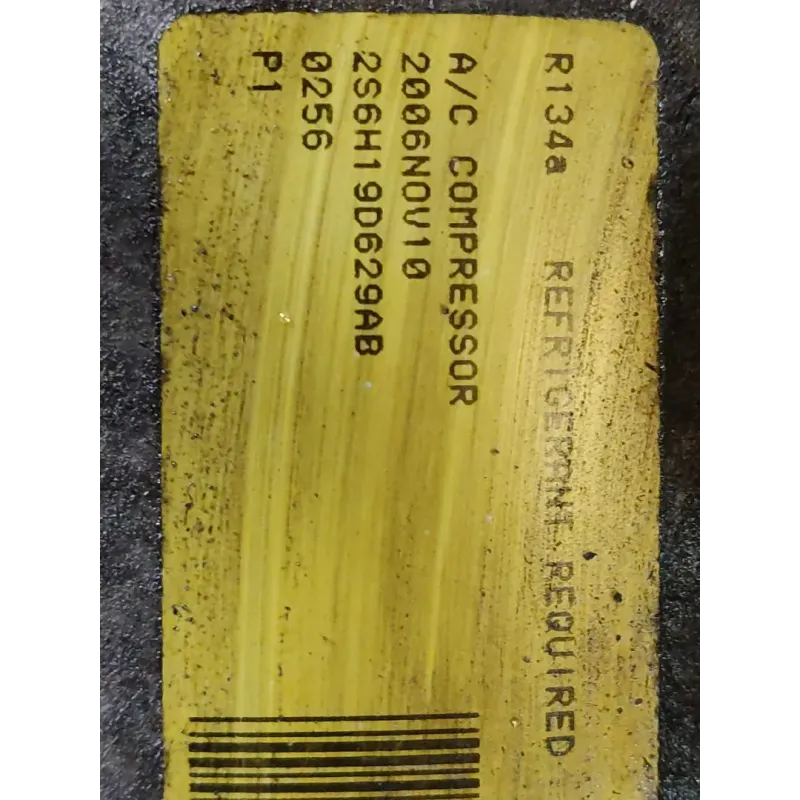 R134a REFRIGERANT REQUIRED
A/C COMPRESSOR
2006NOV10
2S6H19D629AB
0256
P1